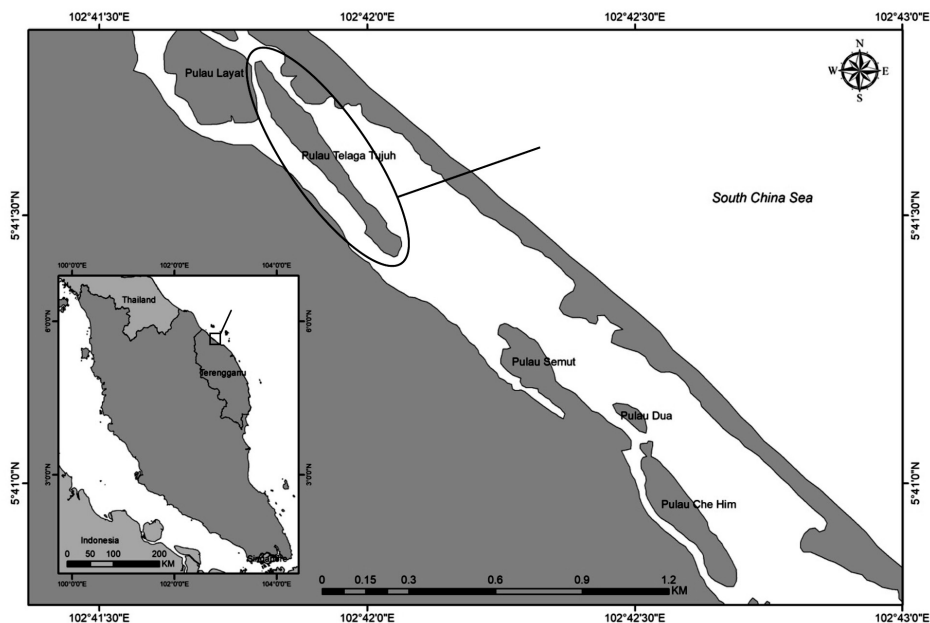 102°41'30"E 102°42'0"E 102°42'30"E 102°43'0"E
N
W E
S
Pulau Layat
Pulau Telaga Tujuh
South China Sea
5°41'30"N 5°41'30"N
100°0'0"E 102°0'0"E 104°0'0"E
Thailand
6°0'0"N 6°0'0"N
Terengganu
Pulau Semut
Pulau Dua
3°0'0"N 3°0'0"N
5°41'0"N 5°41'0"N
Pulau Che Him
Indonesia
Singapore
0 50 100 200
KM
100°0'0"E 102°0'0"E 104°0'0"E
0 0.15 0.3 0.6 0.9 1.2
KM
102°41'30"E 102°42'0"E 102°42'30"E 102°43'0"E